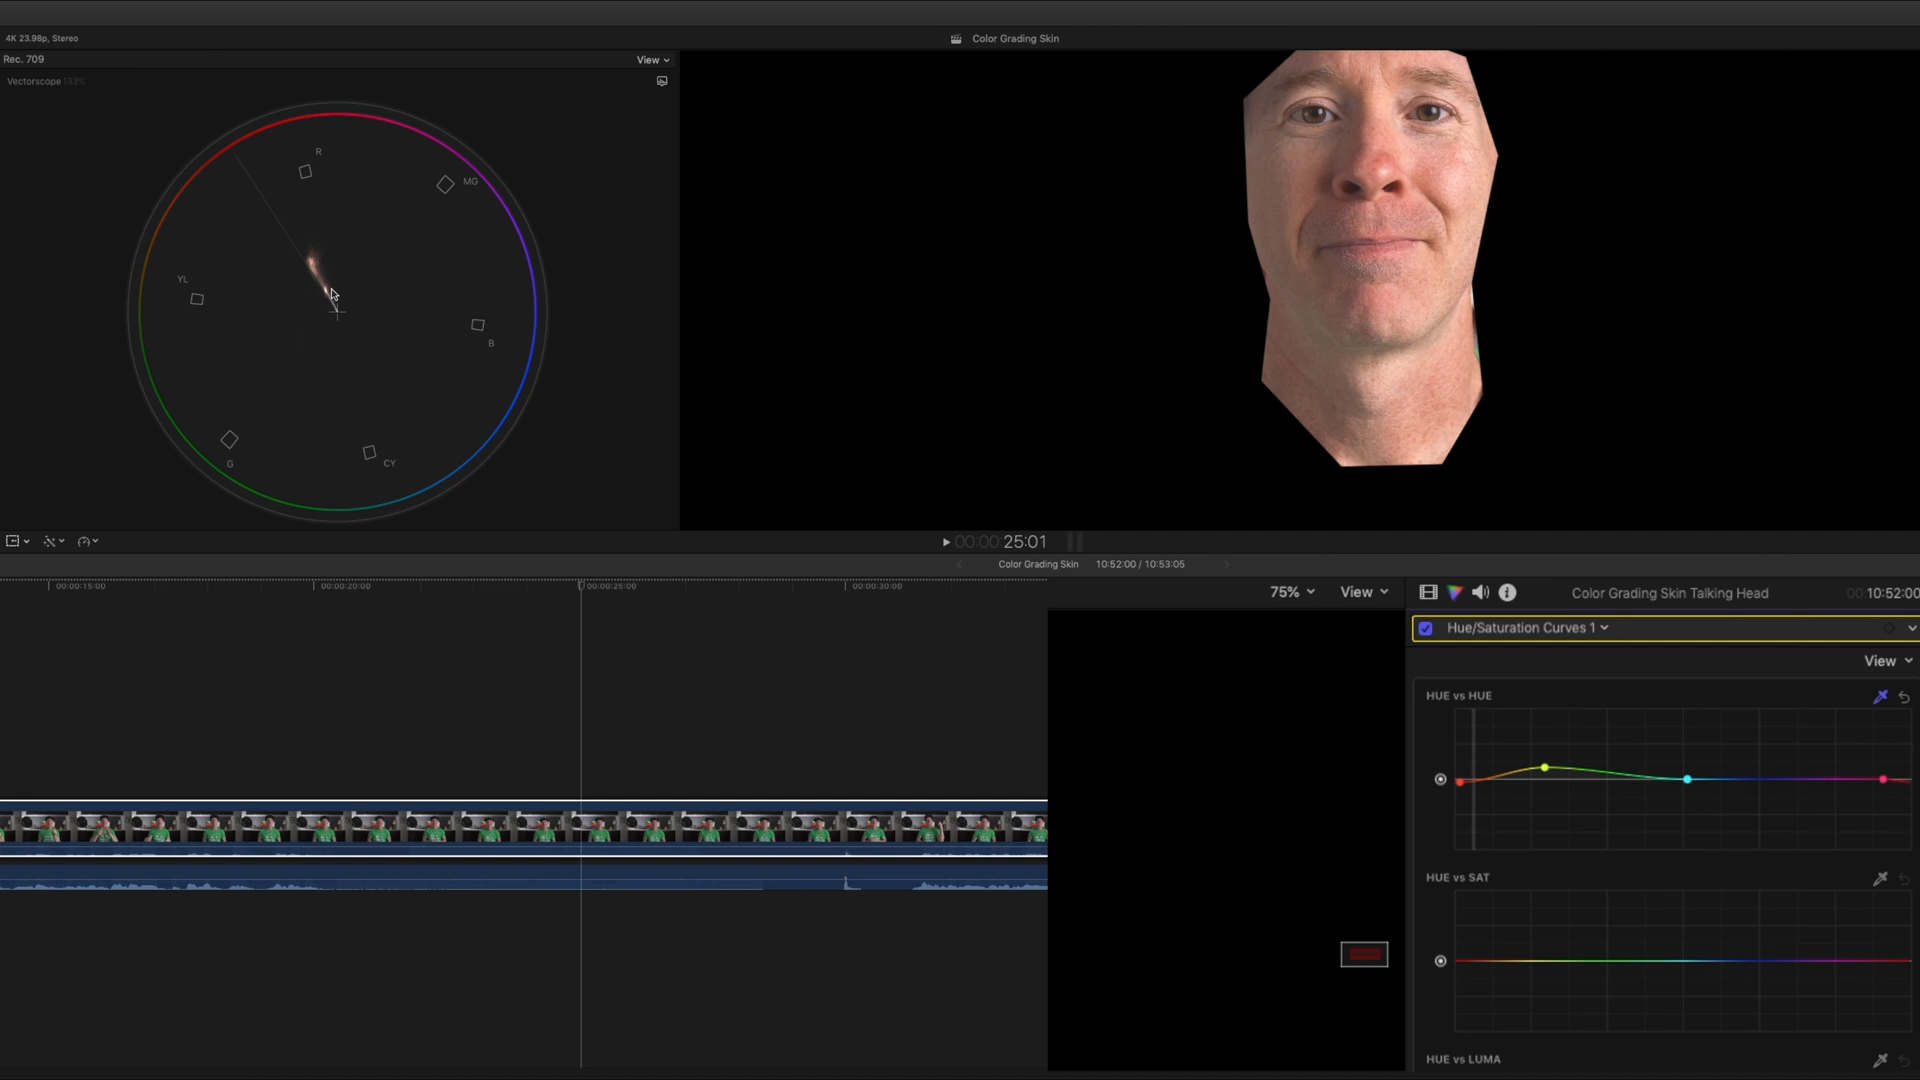 4K 23.98p, Stereo
Color Grading Skin
Rec. 709
View
Vectorscope 133%
R
MG
YL
B
G
CY
00:00:00:25:01
Color Grading Skin 10:52:00 / 10:53:05
00:00:15:00
00:00:20:00
00:00:25:00
00:00:30:00
75%
View
Color Grading Skin Talking Head
00:10:52:00
Hue/Saturation Curves 1
View
HUE vs HUE
HUE vs SAT
HUE vs LUMA